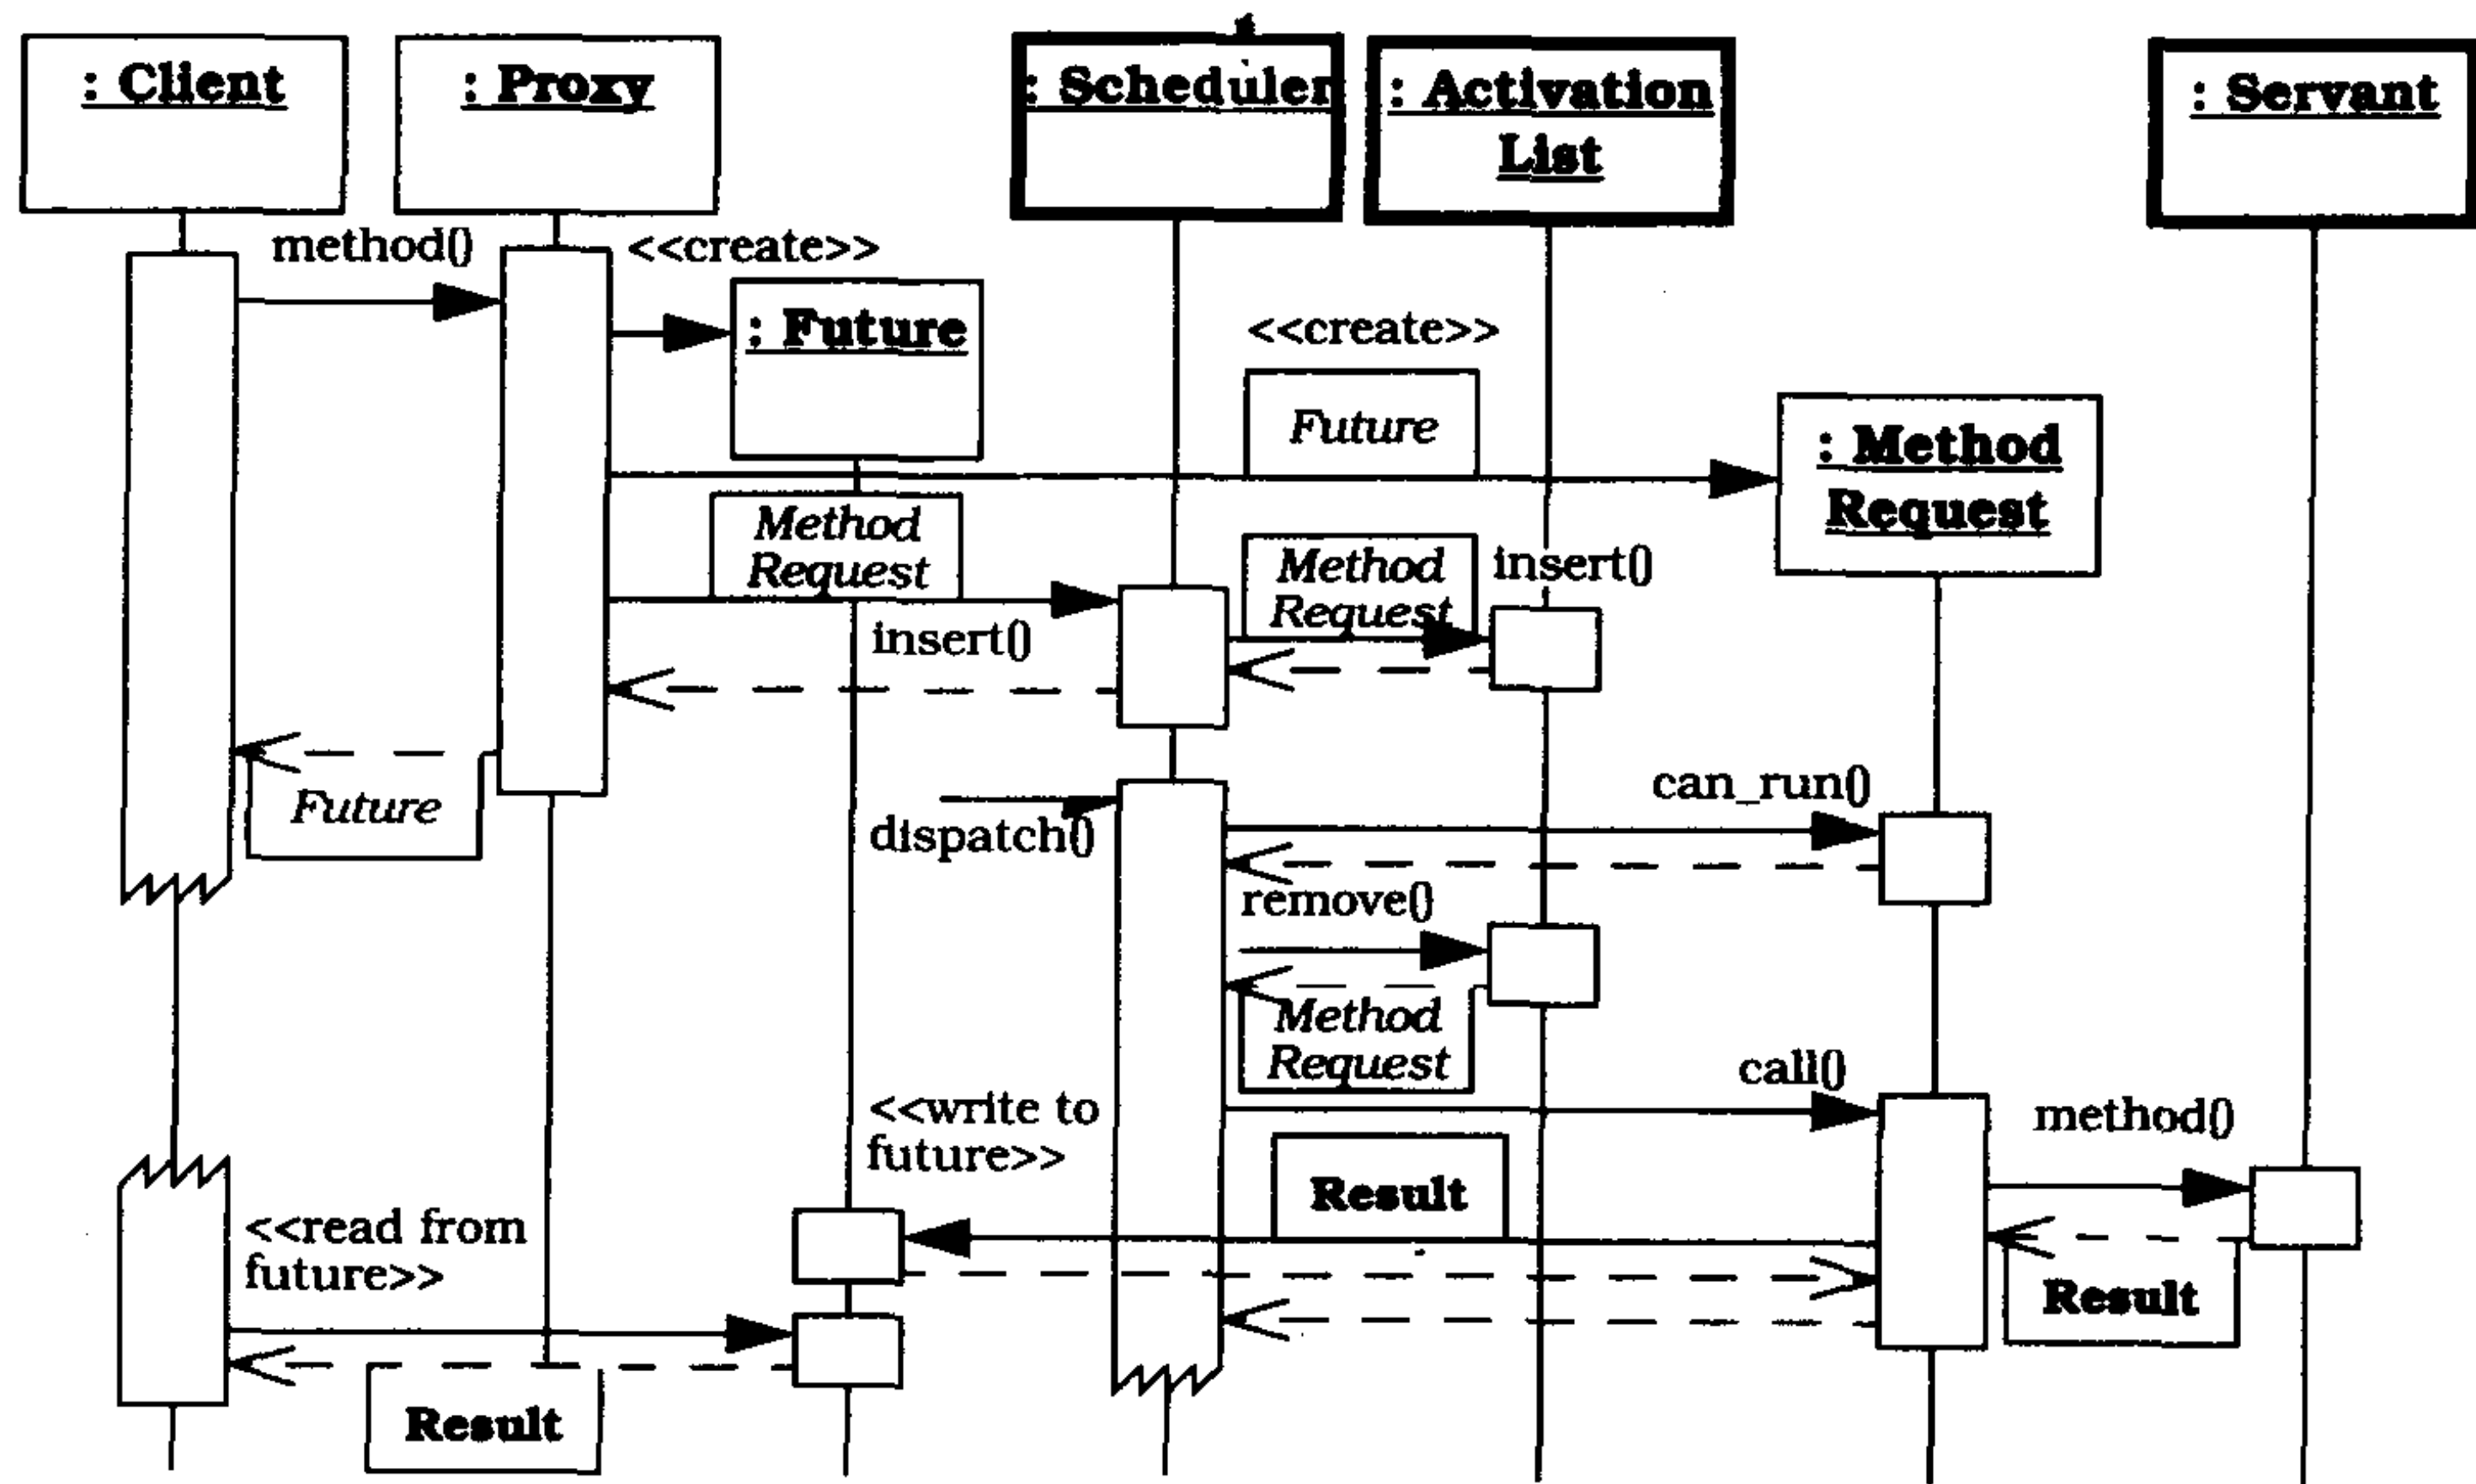 : Client
: Proxy
: Scheduler
: Activation
List
: Servant
method()
<<create>>
: Future
<<create>>
Future
: Method
Request
Method
Request
insert()
Method
Request
insert()
Future
dispatch()
can_run()
remove()
Method
Request
call()
<<write to
future>>
Result
method()
Result
<<read from
future>>
Result